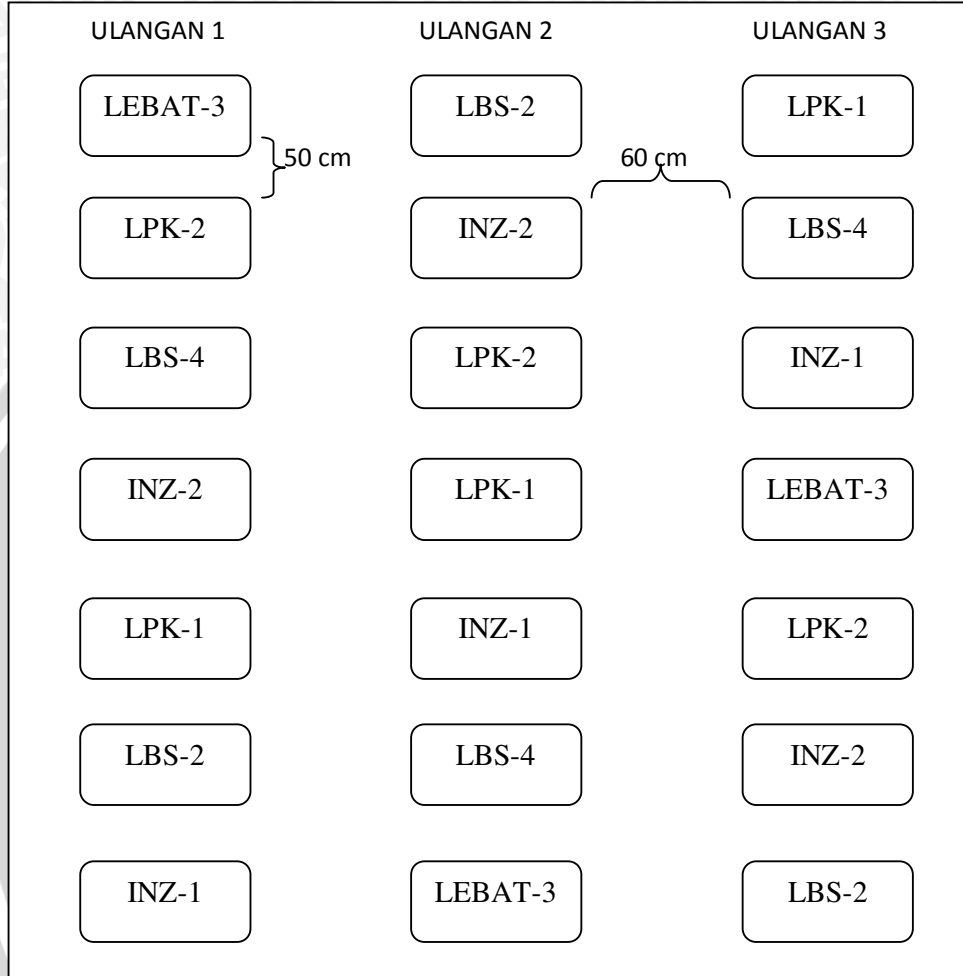 ULANGAN 1 ULANGAN 2 ULANGAN 3
LEBAT-3 LBS-2 LPK-1
50 cm 60 cm
LPK-2 INZ-2 LBS-4
LBS-4 LPK-2 INZ-1
INZ-2 LPK-1 LEBAT-3
LPK-1 INZ-1 LPK-2
LBS-2 LBS-4 INZ-2
INZ-1 LEBAT-3 LBS-2